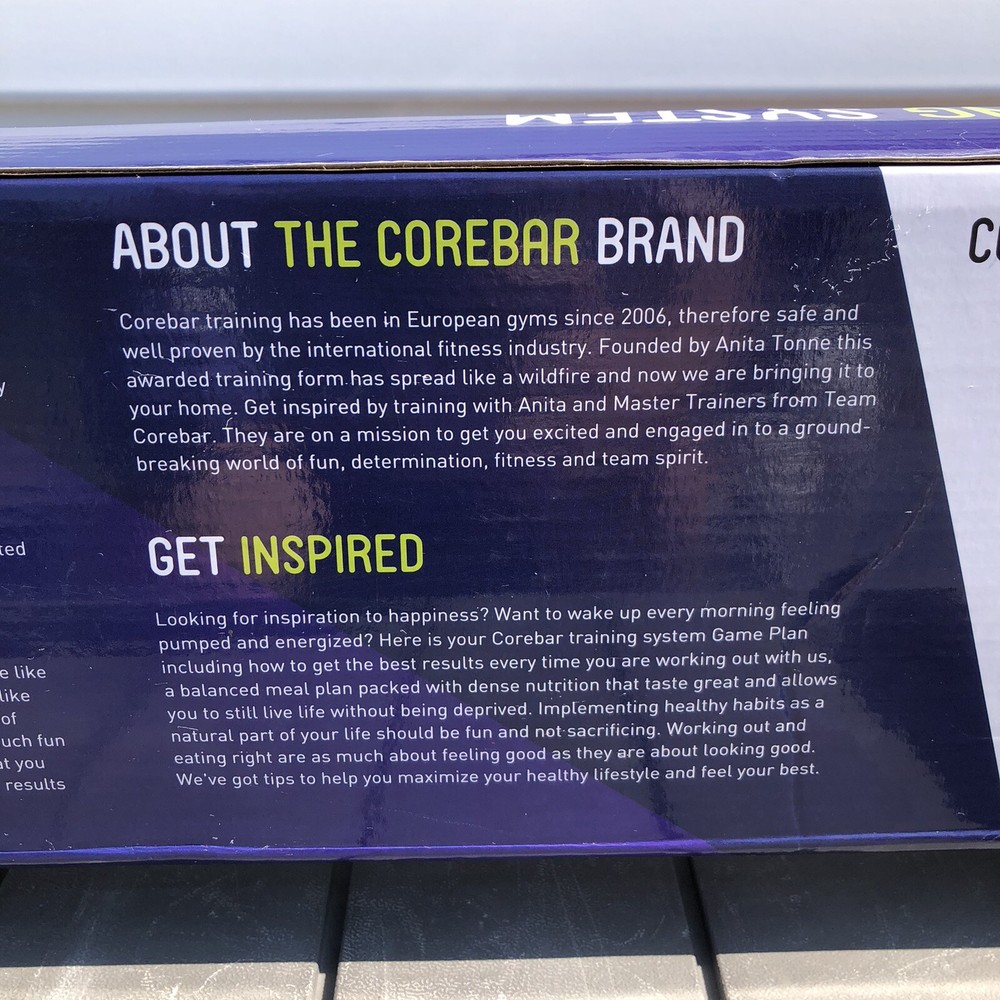 SYSTEM
ABOUT THE COREBAR BRAND
Corebar training has been in European gyms since 2006, therefore safe and
well proven by the international fitness industry. Founded by Anita Tonne this
awarded training form has spread like a wildfire and now we are bringing it to
your home. Get inspired by training with Anita and Master Trainers from Team
Corebar. They are on a mission to get you excited and engaged in to a ground-
breaking world of fun, determination, fitness and team spirit.
GET INSPIRED
Looking for inspiration to happiness? Want to wake up every morning feeling
pumped and energized? Here is your Corebar training system Game Plan
including how to get the best results every time you are working out with us,
a balanced meal plan packed with dense nutrition that taste great and allows
you to still live life without being deprived. Implementing healthy habits as a
natural part of your life should be fun and not sacrificing. Working out and
eating right are as much about feeling good as they are about looking good.
We've got tips to help you maximize your healthy lifestyle and feel your best.
like
like
of
fun
you
results